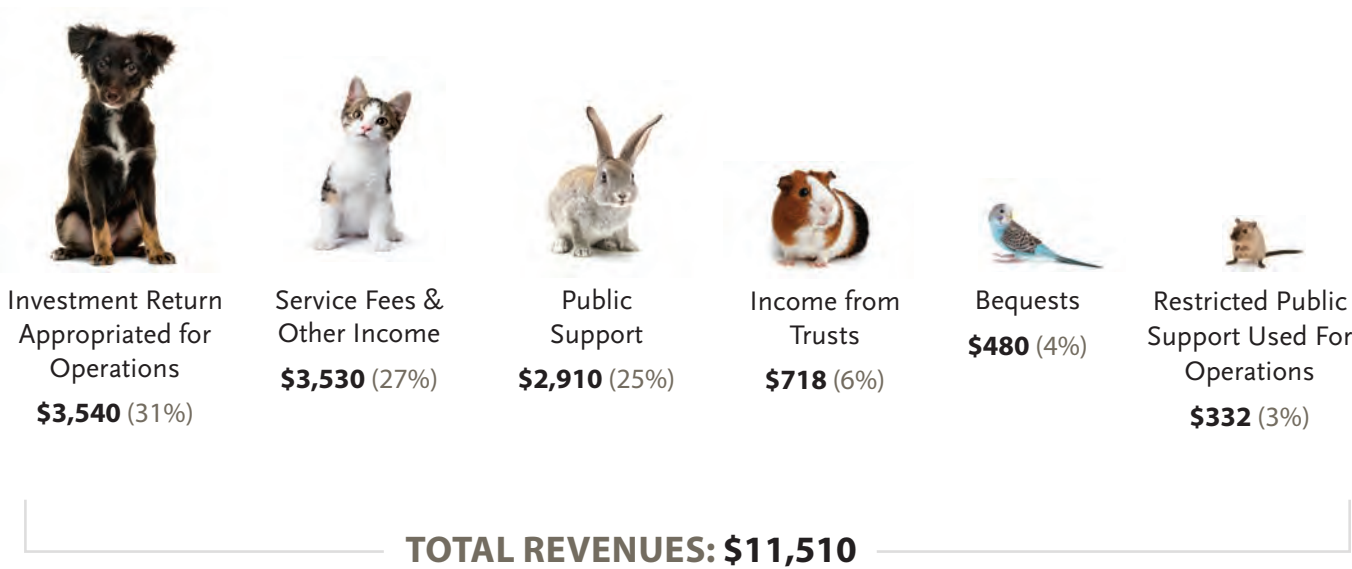 Investment Return
Appropriated for
Operations
$3,540 (31%)
Service Fees &
Other Income
$3,530 (27%)
Public
Support
$2,910 (25%)
Income from
Trusts
$718 (6%)
Bequests
$480 (4%)
Restricted Public
Support Used For
Operations
$332 (3%)
TOTAL REVENUES: $11,510